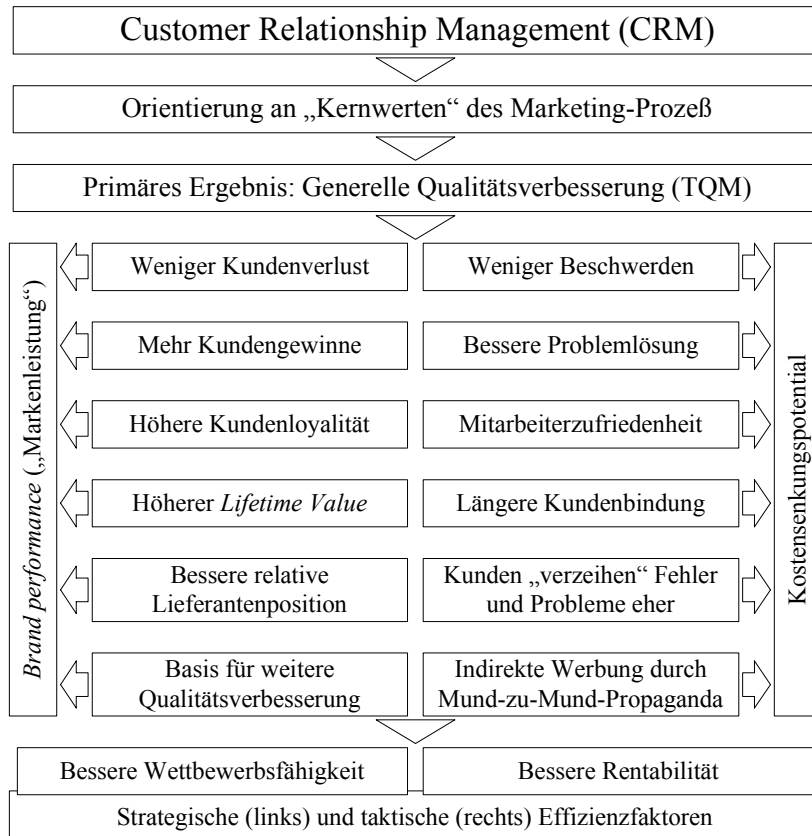 Customer Relationship Management (CRM)
Orientierung an „Kernwerten“ des Marketing-Prozeß
Primäres Ergebnis: Generelle Qualitätsverbesserung (TQM)
Brand performance („Markenleistung“)
Weniger Kundenverlust
Weniger Beschwerden
Mehr Kundengewinne
Bessere Problemlösung
Höhere Kundenloyalität
Mitarbeiterzufriedenheit
Höherer Lifetime Value
Längere Kundenbindung
Bessere relative
Lieferantenposition
Kunden „verzeihen“ Fehler
und Probleme eher
Basis für weitere
Qualitätsverbesserung
Indirekte Werbung durch
Mund-zu-Mund-Propaganda
Kostensenkungspotential
Bessere Wettbewerbsfähigkeit
Bessere Rentabilität
Strategische (links) und taktische (rechts) Effizienzfaktoren